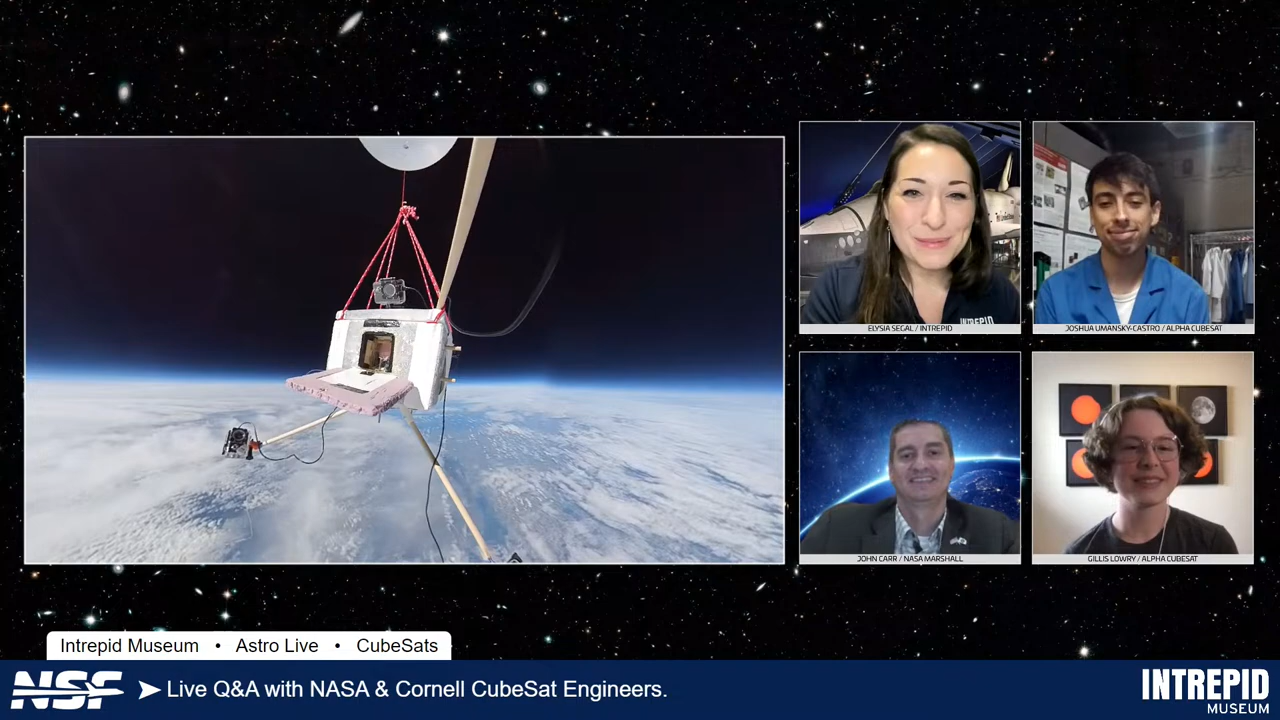 ELYSIA SEGAL / INTREPID
JOSHUA UMANSKY-CASTRO / ALPHA CUBESAT
INTREPID
JOHN CARR / NASA MARSHALL
GILLIS LOWRY / ALPHA CUBESAT
Intrepid Museum • Astro Live • CubeSats
NSF
Live Q&A with NASA & Cornell CubeSat Engineers.
INTREPID
MUSEUM